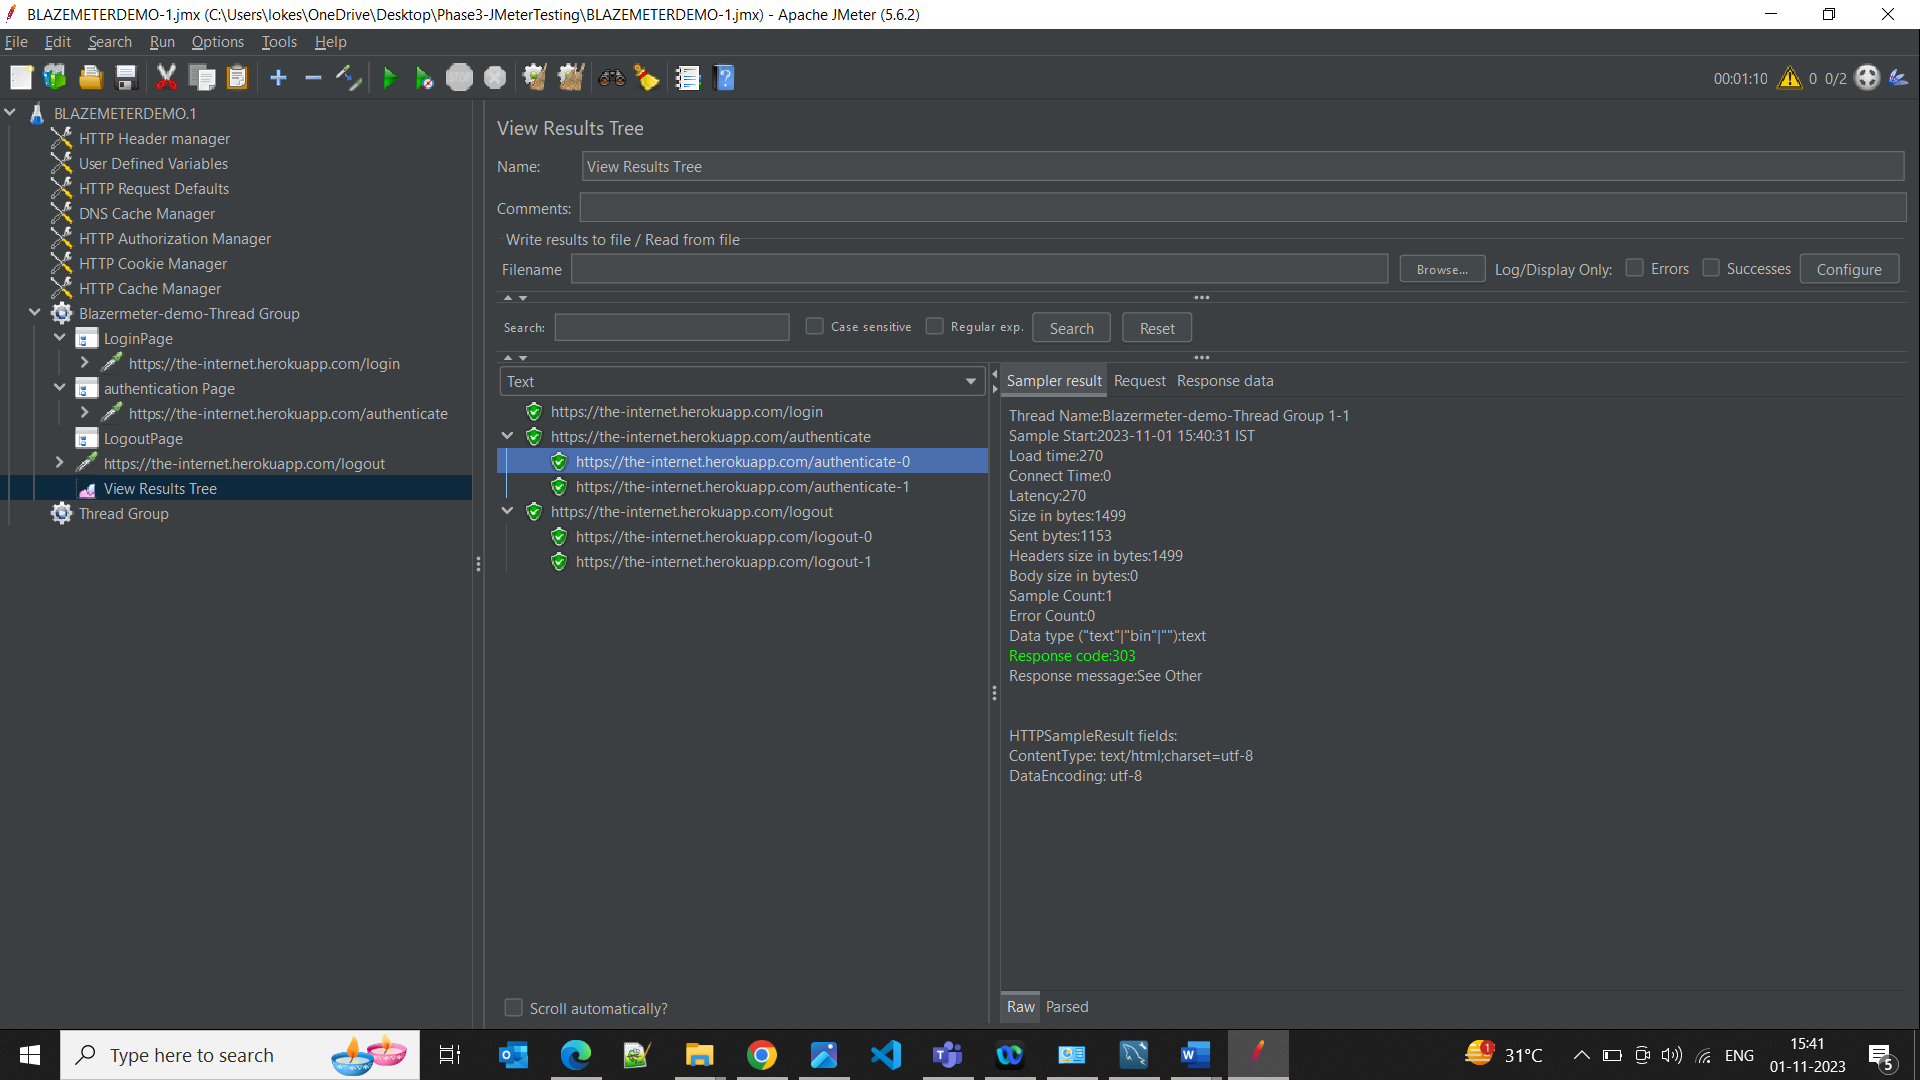 BLAZEMETERDEMO-1.jmx (C:\Users\lokes\OneDrive\Desktop\Phase3-JMeterTesting\BLAZEMETERDEMO-1.jmx) - Apache JMeter (5.6.2)
File Edit Search Run Options Tools Help
STOP
00:01:10 0 0/2
BLAZEMETERDEMO.1
HTTP Header manager
User Defined Variables
HTTP Request Defaults
DNS Cache Manager
HTTP Authorization Manager
HTTP Cookie Manager
HTTP Cache Manager
Blazermeter-demo-Thread Group
LoginPage
https://the-internet.herokuapp.com/login
authentication Page
https://the-internet.herokuapp.com/authenticate
LogoutPage
https://the-internet.herokuapp.com/logout
View Results Tree
Thread Group
View Results Tree
Name: View Results Tree
Comments:
Write results to file / Read from file
Filename Browse... Log/Display Only: Errors Successes Configure
Search: Case sensitive Regular exp. Search Reset
Text
https://the-internet.herokuapp.com/login
https://the-internet.herokuapp.com/authenticate
https://the-internet.herokuapp.com/authenticate-0
https://the-internet.herokuapp.com/authenticate-1
https://the-internet.herokuapp.com/logout
https://the-internet.herokuapp.com/logout-0
https://the-internet.herokuapp.com/logout-1
Scroll automatically?
Sampler result Request Response data
Thread Name:Blazermeter-demo-Thread Group 1-1
Sample Start:2023-11-01 15:40:31 IST
Load time:270
Connect Time:0
Latency:270
Size in bytes:1499
Sent bytes:1153
Headers size in bytes:1499
Body size in bytes:0
Sample Count:1
Error Count:0
Data type ("text"|"bin"|""):text
Response code:303
Response message:See Other
HTTPSampleResult fields:
ContentType: text/html;charset=utf-8
DataEncoding: utf-8
Raw Parsed
Type here to search
1 31°C ENG 15:41
01-11-2023
5